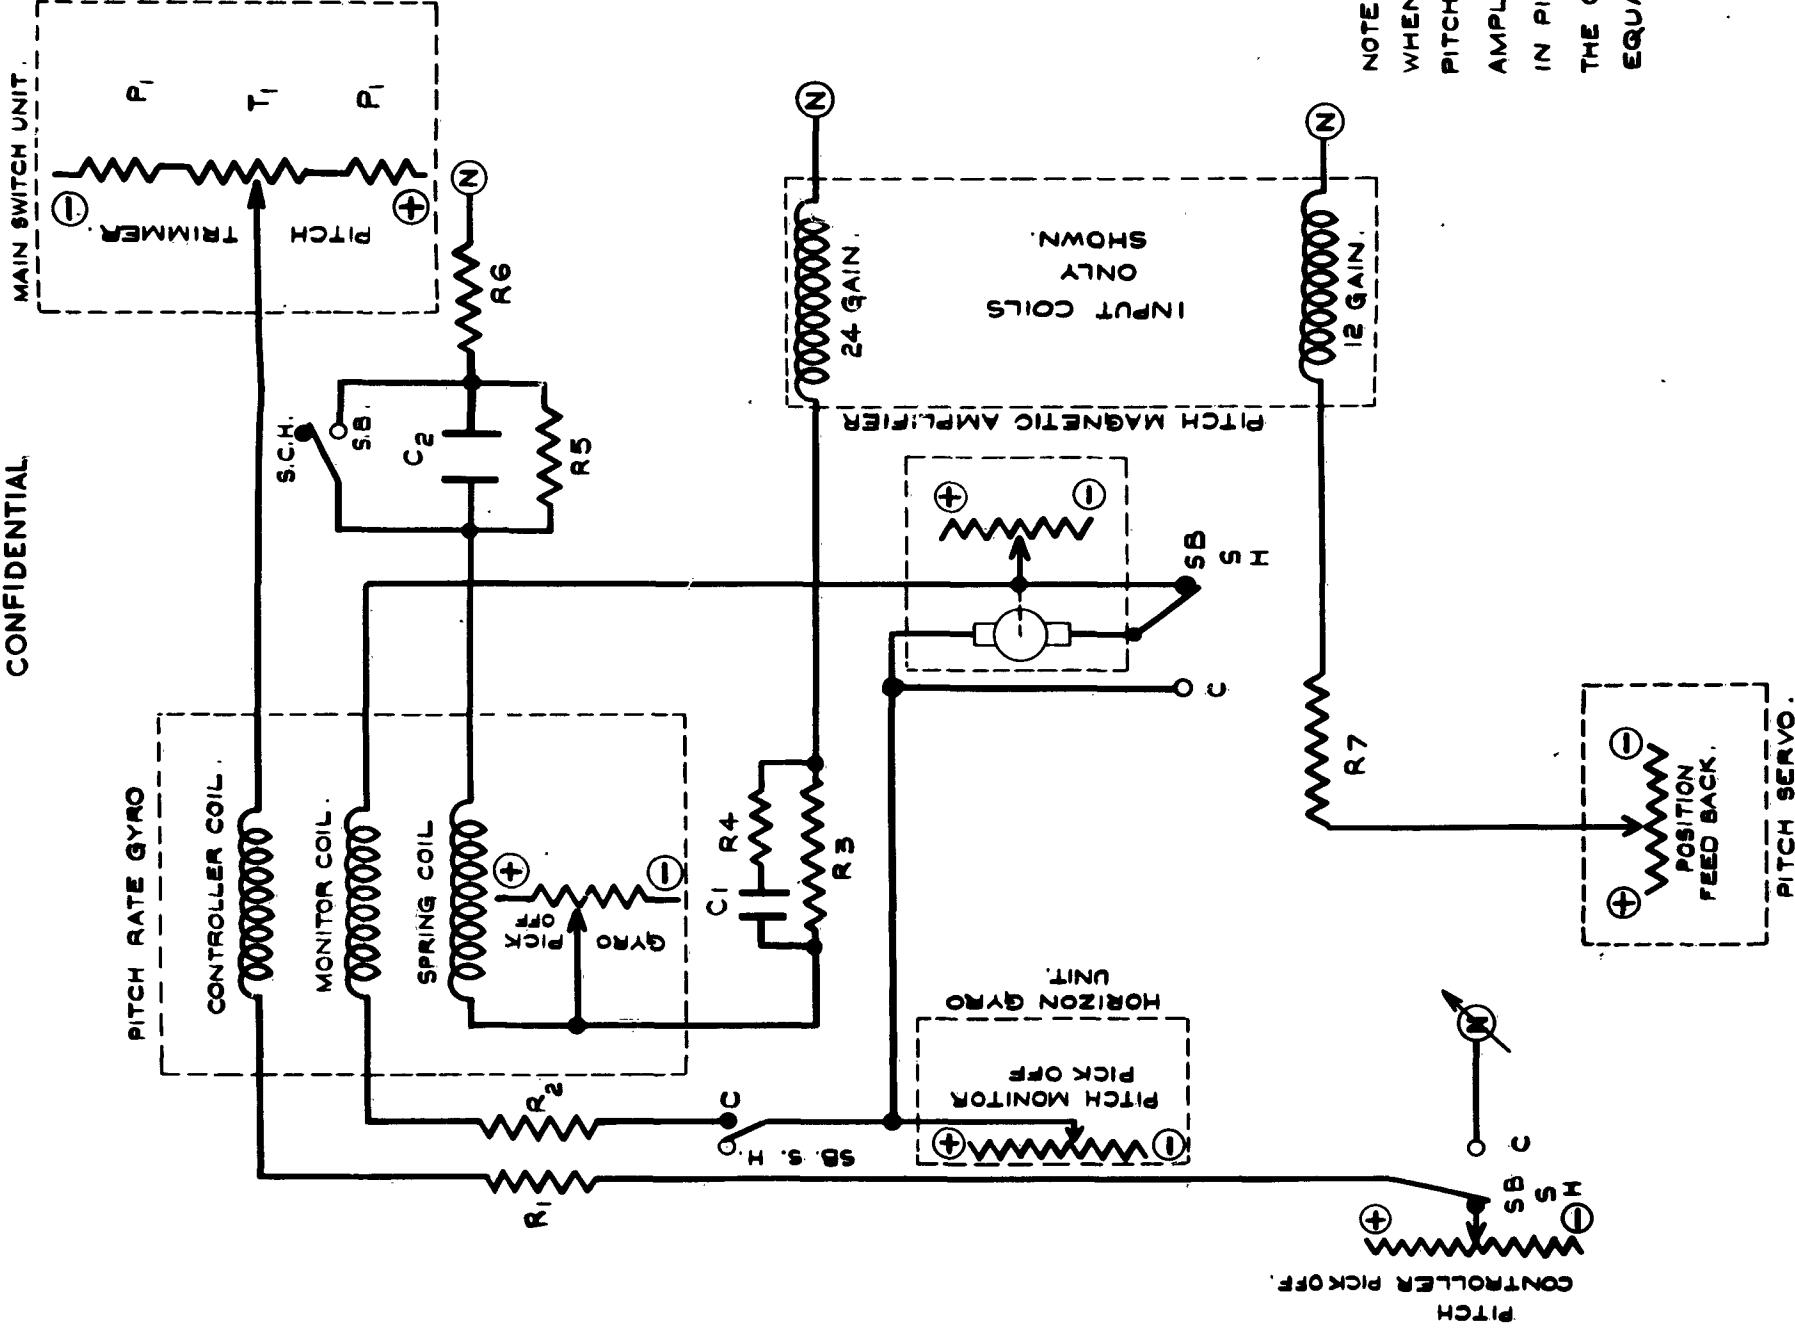 CONFIDENTIAL
MAIN SWITCH UNIT.
P1
T1
P1
−
+
PITCH
TRIMMER
N
R6
S.C.H.
S.B.
C2
R5
N
24 GAIN.
INPUT COILS
ONLY
SHOWN.
N
12 GAIN.
PITCH MAGNETIC AMPLIFIER
+
−
SB
S
H
C
R7
PITCH RATE GYRO
CONTROLLER COIL.
MONITOR COIL.
SPRING COIL
+
−
GYRO
PICK
OFF
R4
C1
R3
R2
R1
C
SB. S. H.
HORIZON GYRO
UNIT.
PITCH MONITOR
PICK OFF
+
−
−
+
POSITION
FEED BACK.
PITCH SERVO.
C
SB
S
H
+
−
PITCH
CONTROLLER PICK OFF.
NOTE
WHEN
PITCH
AMPL
IN PI
THE
EQUA